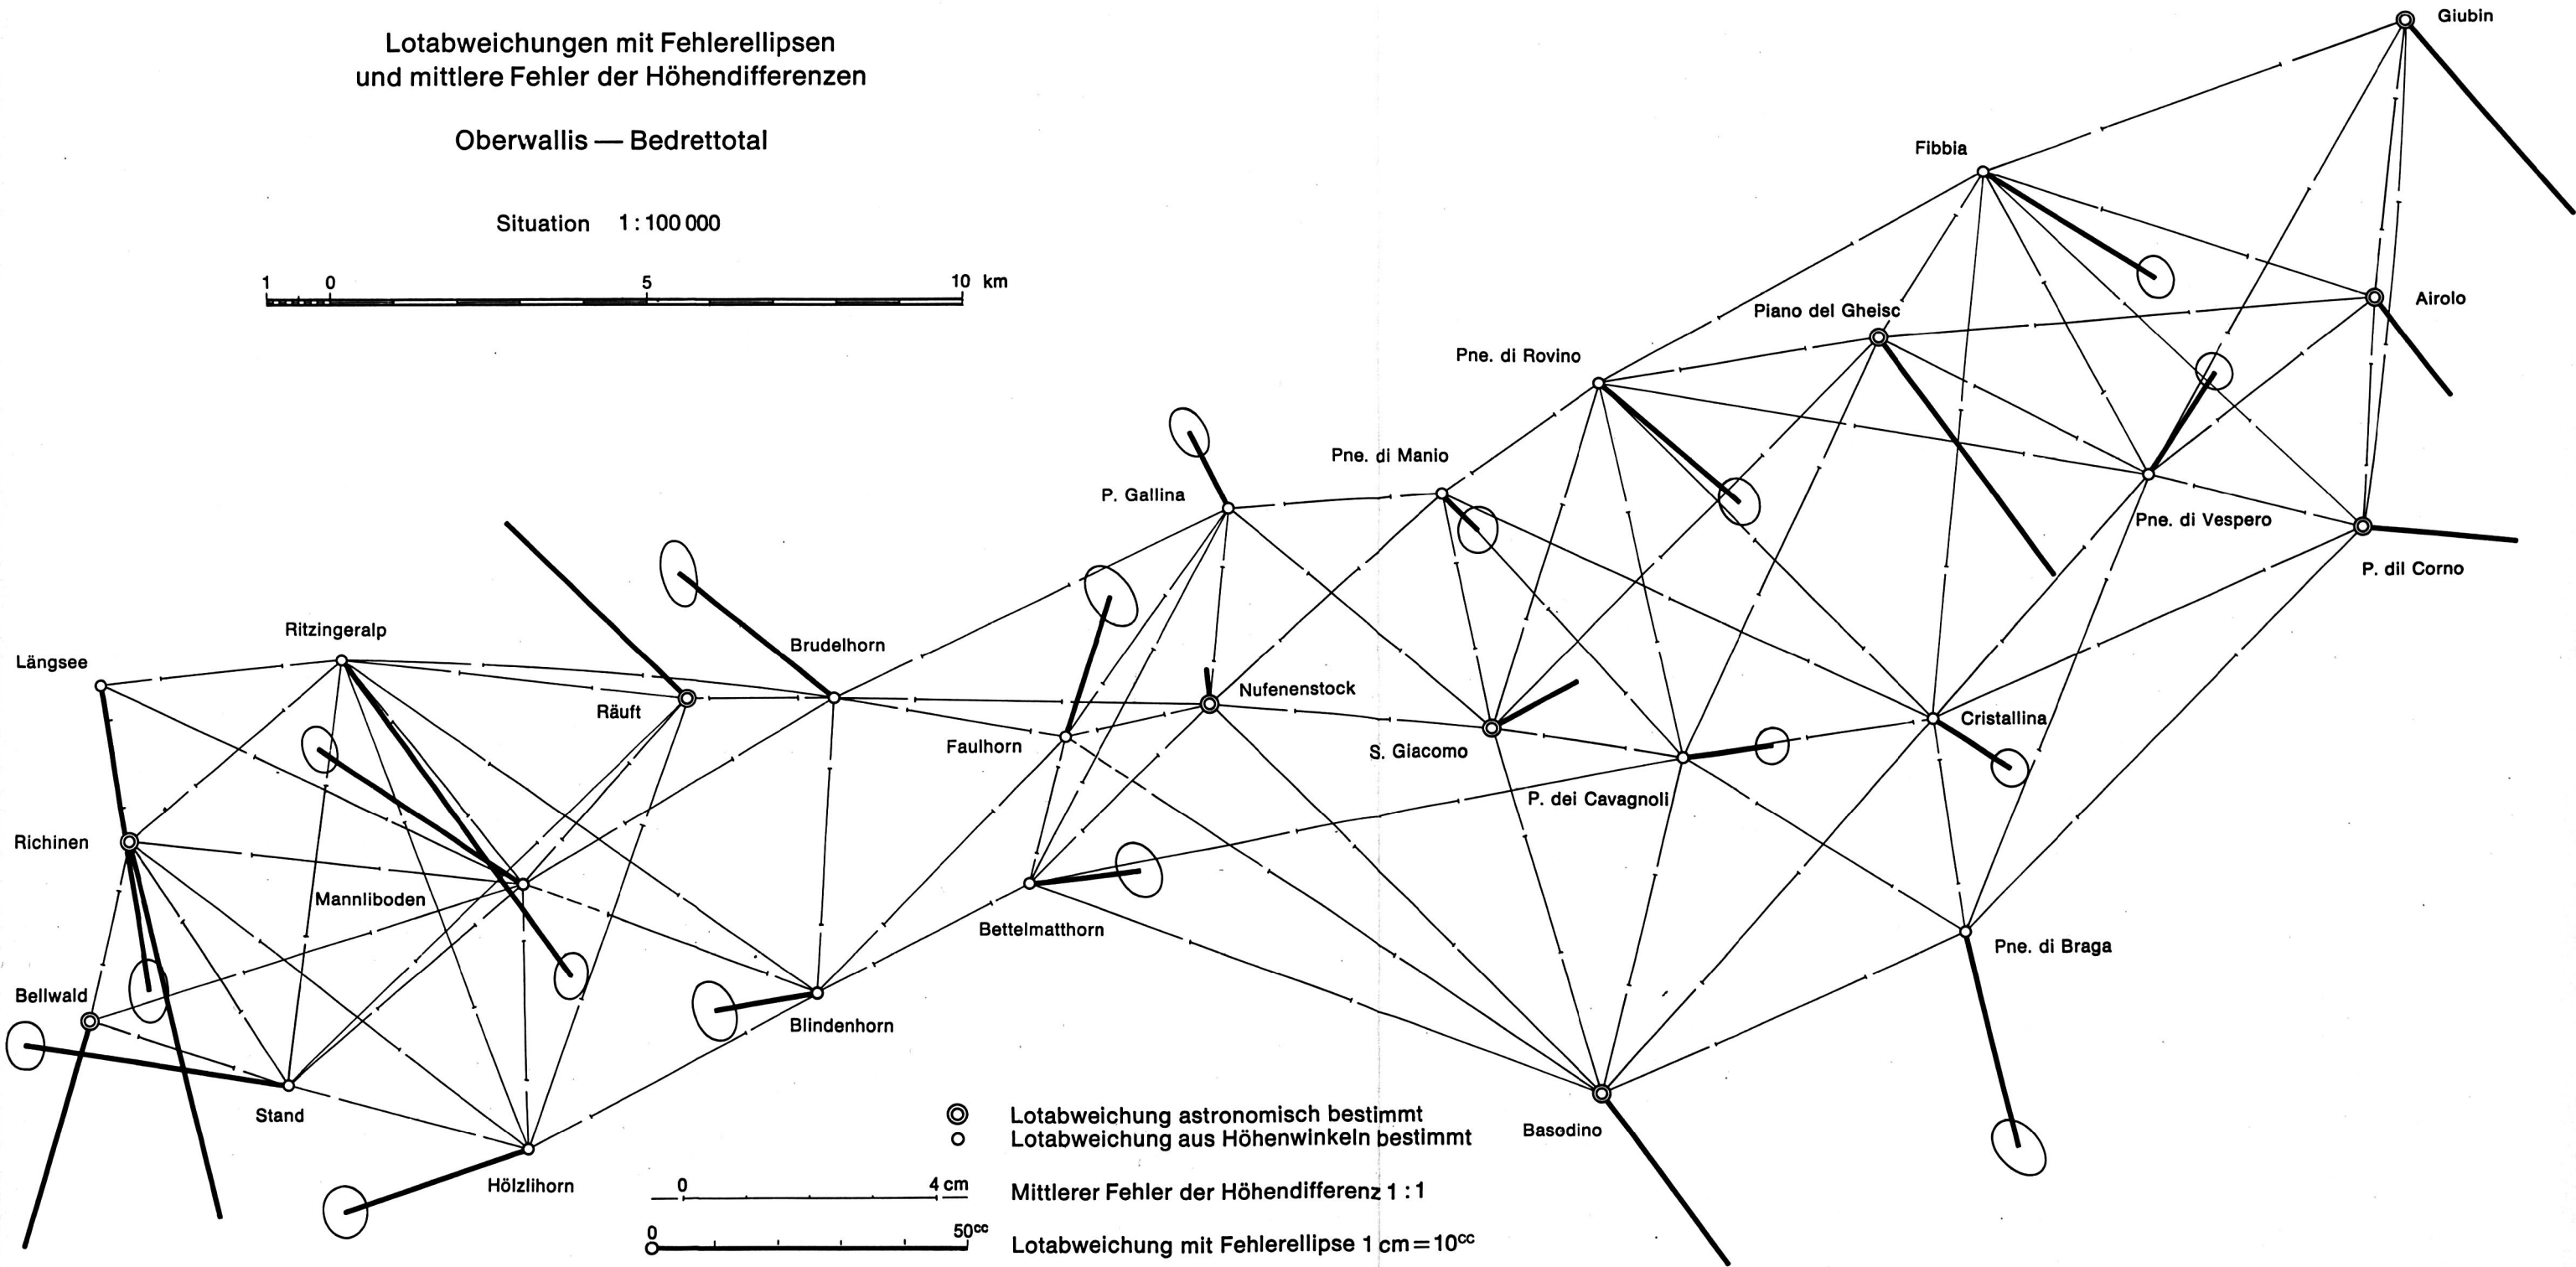 Lotabweichungen mit Fehlerellipsen
und mittlere Fehler der Höhendifferenzen
Oberwallis — Bedrettotal
Situation 1 : 100 000
1 0 5 10 km
Giubin
Fibbia
Airolo
Piano del Gheisc
Pne. di Rovino
Pne. di Manio
P. Gallina
Pne. di Vespero
P. dil Corno
Ritzingeralp
Brudelhorn
Längsee
Nufenenstock
Räuft
Cristallina
Faulhorn
S. Giacomo
P. dei Cavagnoli
Richinen
Mannliboden
Bettelmatthorn
Pne. di Braga
Bellwald
Blindenhorn
Stand
Basodino
Hölzlihorn
Lotabweichung astronomisch bestimmt
Lotabweichung aus Höhenwinkeln bestimmt
0 4 cm Mittlerer Fehler der Höhendifferenz 1 : 1
0 50cc Lotabweichung mit Fehlerellipse 1 cm = 10cc